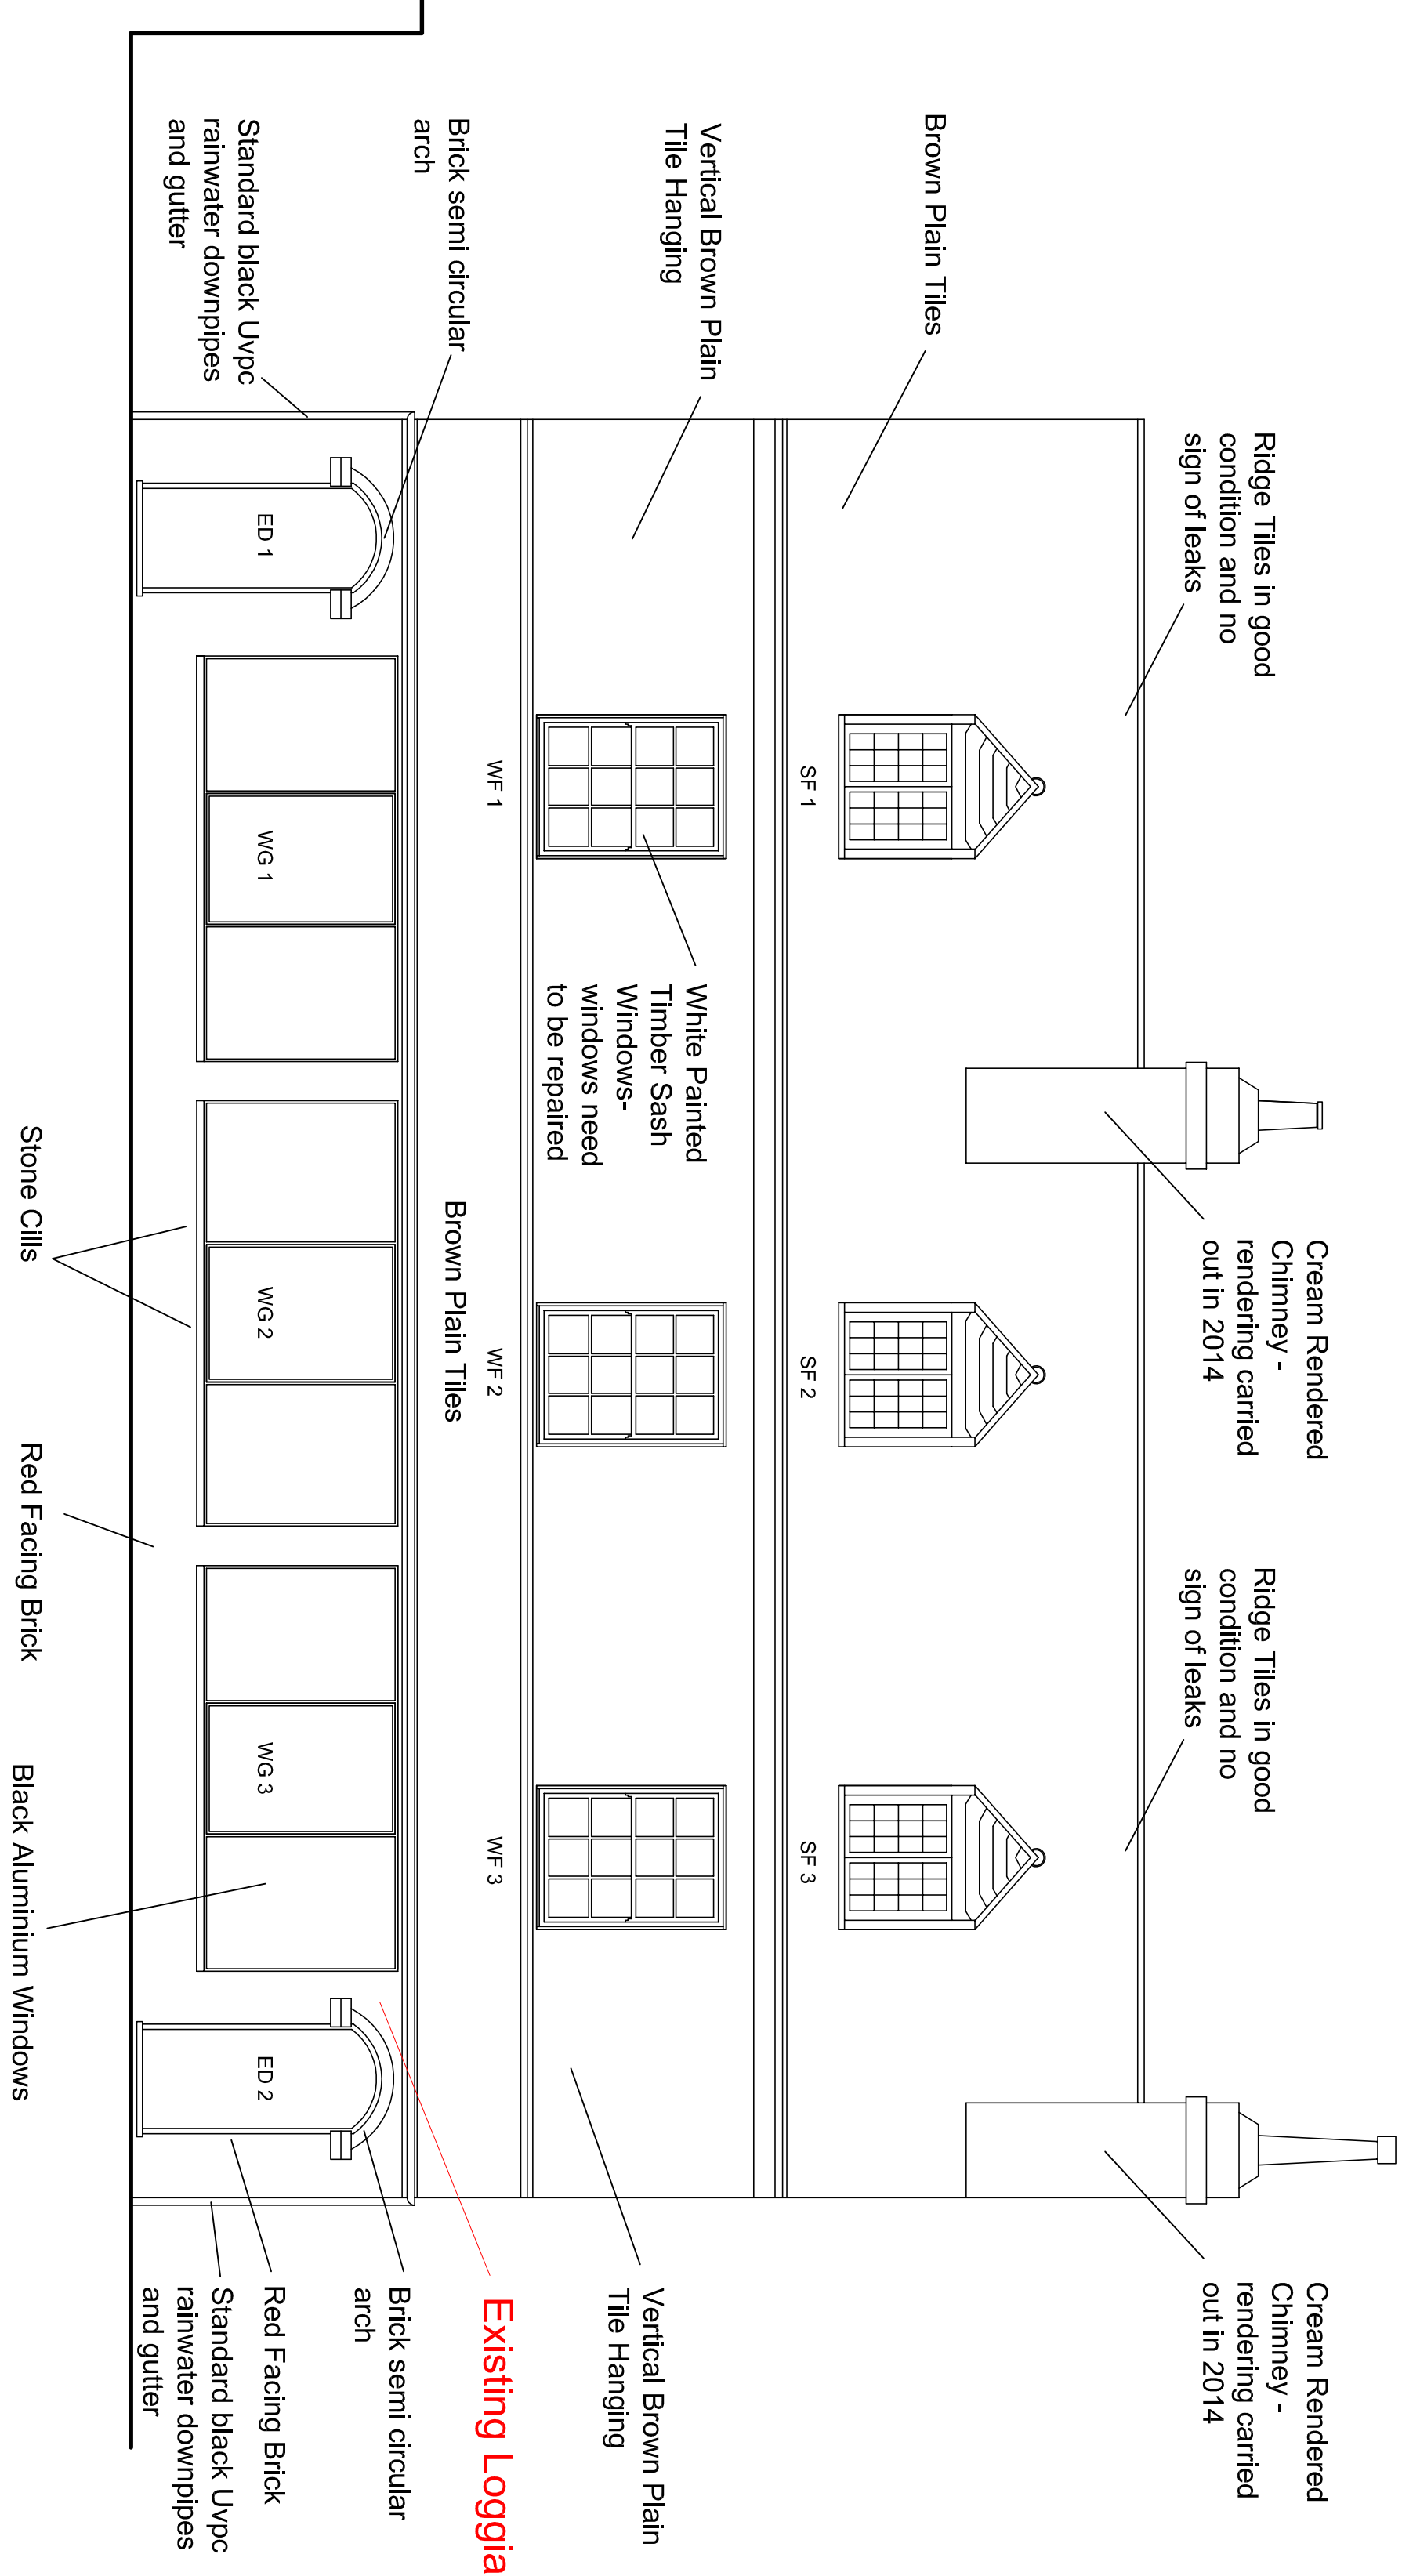 Ridge Tiles in good
condition and no
sign of leaks
Cream Rendered
Chimney -
rendering carried
out in 2014
Ridge Tiles in good
condition and no
sign of leaks
Cream Rendered
Chimney -
rendering carried
out in 2014
Brown Plain Tiles
SF 1
SF 2
SF 3
Vertical Brown Plain
Tile Hanging
White Painted
Timber Sash
Windows-
windows need
to be repaired
Vertical Brown Plain
Tile Hanging
WF 1
WF 2
WF 3
Brown Plain Tiles
Existing Loggia
Brick semi circular
arch
Brick semi circular
arch
Standard black Uvpc
rainwater downpipes
and gutter
ED 1
WG 1
WG 2
WG 3
ED 2
Red Facing Brick
Standard black Uvpc
rainwater downpipes
and gutter
Stone Cills
Red Facing Brick
Black Aluminium Windows